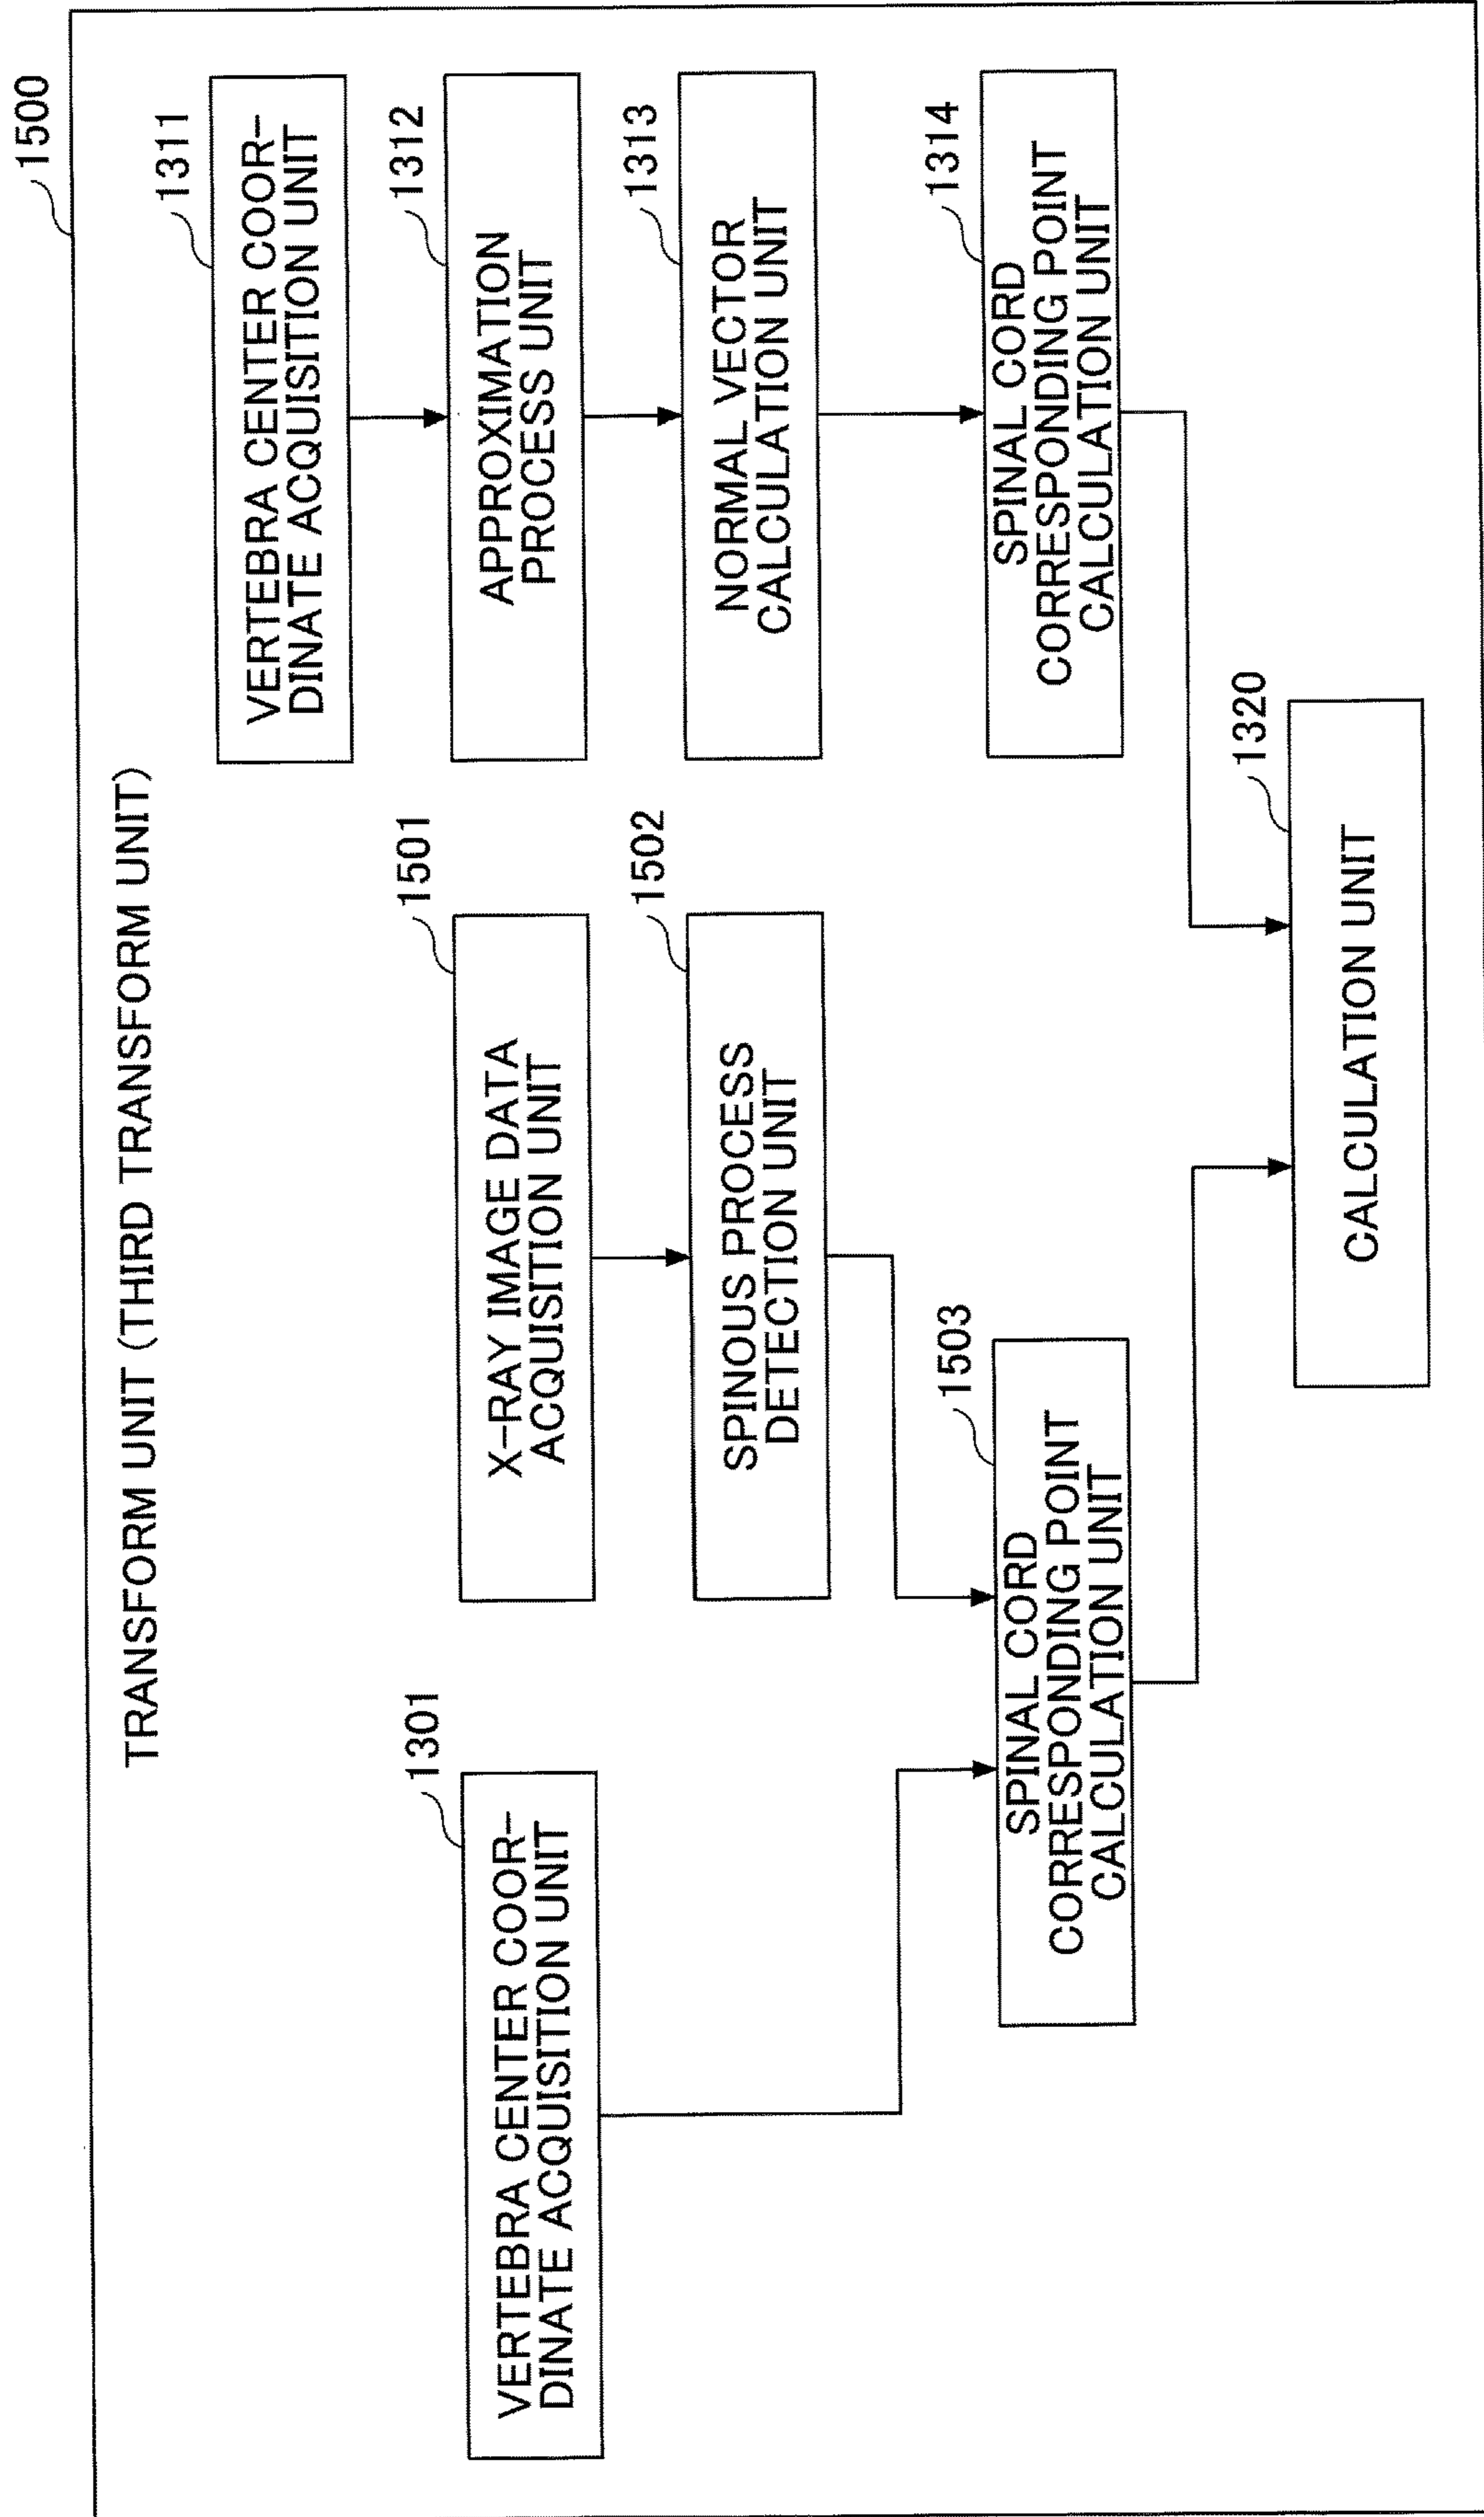 1500
TRANSFORM UNIT (THIRD TRANSFORM UNIT)
1311
VERTEBRA CENTER COOR-
DINATE ACQUISITION UNIT
1301
VERTEBRA CENTER COOR-
DINATE ACQUISITION UNIT
1501
X-RAY IMAGE DATA
ACQUISITION UNIT
1312
APPROXIMATION
PROCESS UNIT
1502
SPINOUS PROCESS
DETECTION UNIT
1313
NORMAL VECTOR
CALCULATION UNIT
1503
SPINAL CORD
CORRESPONDING POINT
CALCULATION UNIT
1314
SPINAL CORD
CORRESPONDING POINT
CALCULATION UNIT
1320
CALCULATION UNIT